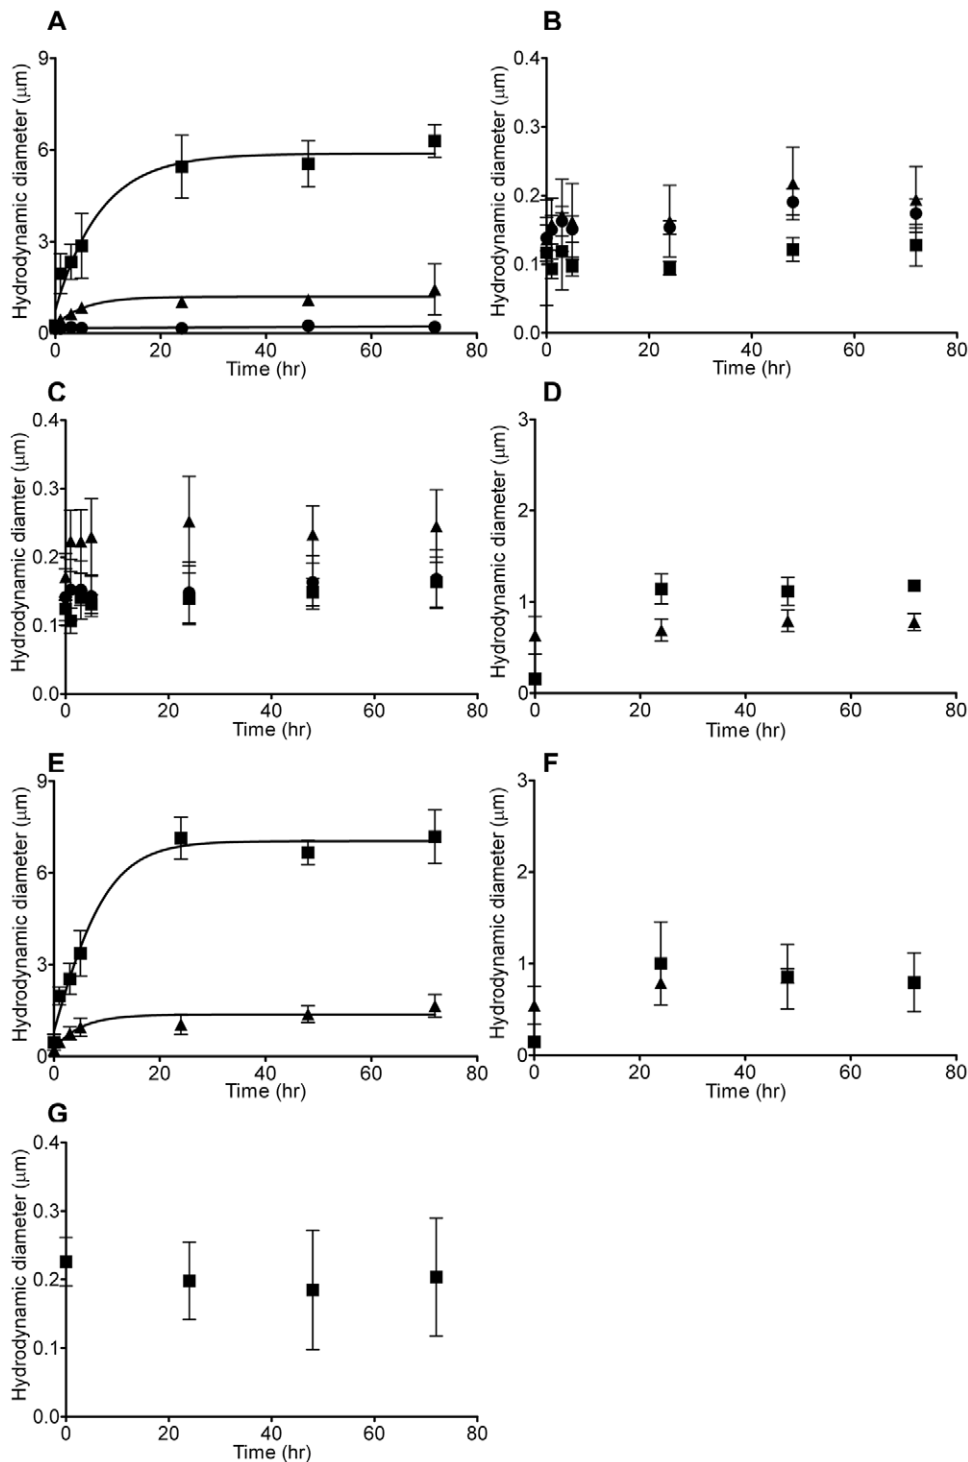 A
Hydrodynamic diameter (μm)
9
6
3
0
0 20 40 60 80
Time (hr)
B
Hydrodynamic diameter (μm)
0.4
0.3
0.2
0.1
0.0
0 20 40 60 80
Time (hr)
C
Hydrodynamic diamter (μm)
0.4
0.3
0.2
0.1
0.0
0 20 40 60 80
Time (hr)
D
Hydrodynamic diameter (μm)
3
2
1
0
0 20 40 60 80
Time (hr)
E
Hydrodynamic diameter (μm)
9
6
3
0
0 20 40 60 80
Time (hr)
F
Hydrodynamic diameter (μm)
3
2
1
0
0 20 40 60 80
Time (hr)
G
Hydrodynamic diameter (μm)
0.4
0.3
0.2
0.1
0.0
0 20 40 60 80
Time (hr)